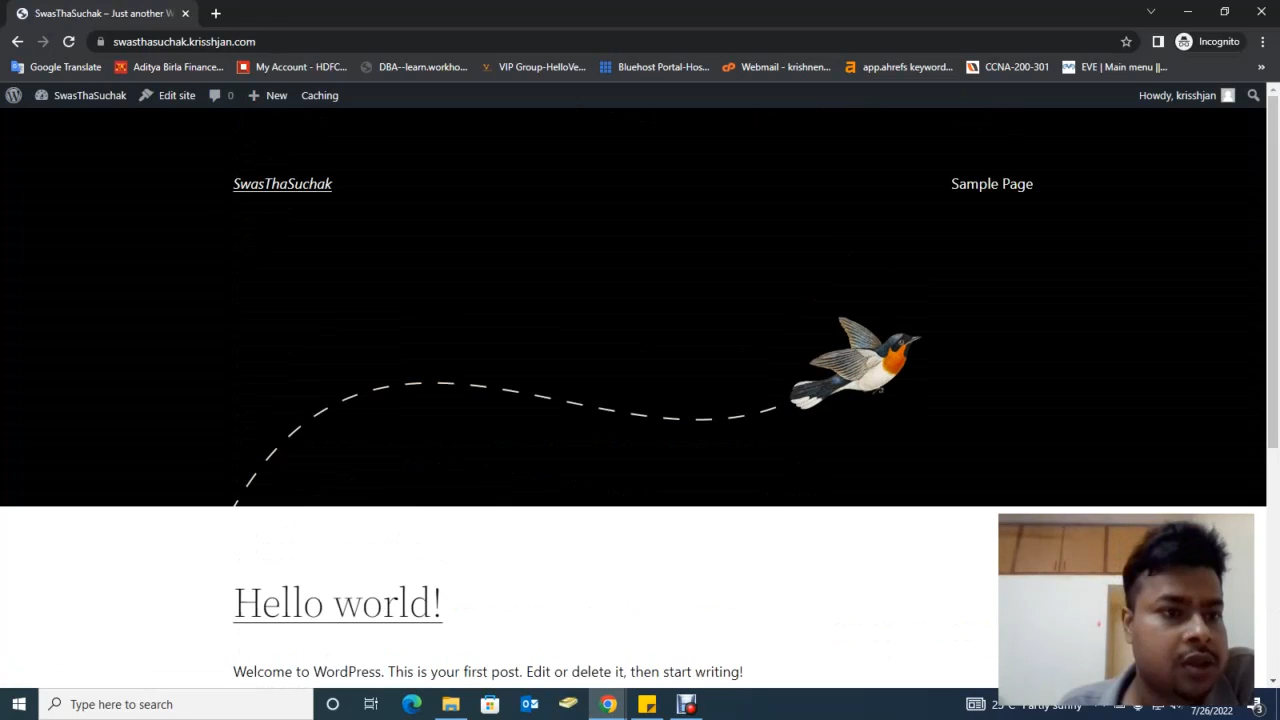 SwasThaSuchak – Just another W
swasthasuchak.krisshjan.com
Incognito
Google Translate
Aditya Birla Finance...
My Account - HDFC...
DBA--learn.workho...
VIP Group-HelloVe...
Bluehost Portal-Hos...
Webmail - krishnen...
app.ahrefs keyword...
CCNA-200-301
EVE | Main menu ||...
»
SwasThaSuchak
Edit site
0
New
Caching
Howdy, krisshjan
SwasThaSuchak
Sample Page
Hello world!
Welcome to WordPress. This is your first post. Edit or delete it, then start writing!
Type here to search
Partly sunny
7/26/2022
3